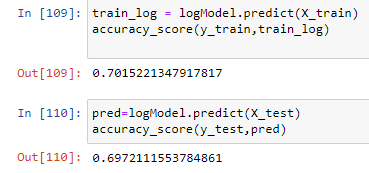 In [109]: train_log = logModel.predict(X_train)
accuracy_score(y_train,train_log)
Out[109]: 0.7015221347917817
In [110]: pred=logModel.predict(X_test)
accuracy_score(y_test,pred)
Out[110]: 0.6972111553784861